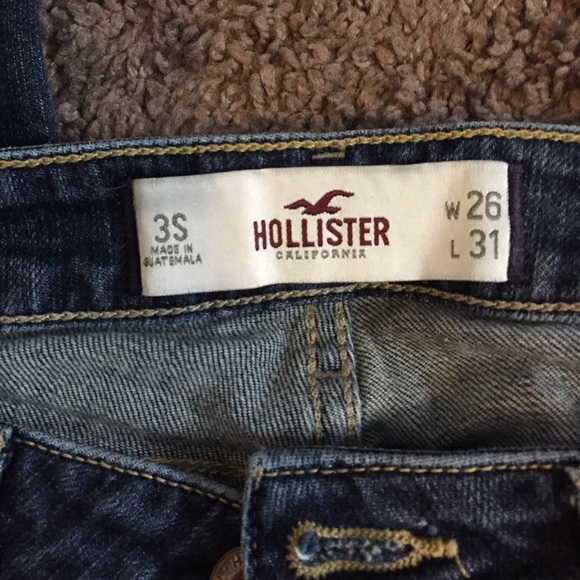 3S
MADE IN
GUATEMALA
HOLLISTER
CALIFORNIA
W 26
L 31